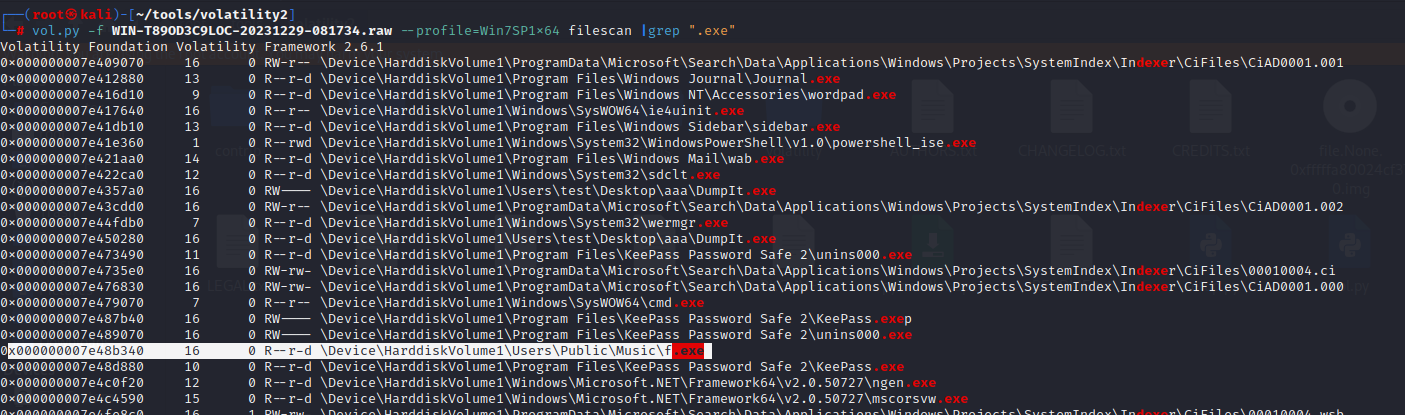 ┌──(root㉿kali)-[~/tools/volatility2]
└─# vol.py -f WIN-T89OD3C9LOC-20231229-081734.raw --profile=Win7SP1×64 filescan |grep ".exe"
Volatility Foundation Volatility Framework 2.6.1
0×000000007e409070     16      0 RW-r-- \Device\HarddiskVolume1\ProgramData\Microsoft\Search\Data\Applications\Windows\Projects\SystemIndex\Indexer\CiFiles\CiAD0001.001
0×000000007e412880     13      0 R--r-d \Device\HarddiskVolume1\Program Files\Windows Journal\Journal.exe
0×000000007e416d10      9      0 R--r-d \Device\HarddiskVolume1\Program Files\Windows NT\Accessories\wordpad.exe
0×000000007e417640     16      0 R--r-- \Device\HarddiskVolume1\Windows\SysWOW64\ie4uinit.exe
0×000000007e41db10     13      0 R--r-d \Device\HarddiskVolume1\Program Files\Windows Sidebar\sidebar.exe
0×000000007e41e360      1      0 R--rwd \Device\HarddiskVolume1\Windows\System32\WindowsPowerShell\v1.0\powershell_ise.exe
0×000000007e421aa0     14      0 R--r-d \Device\HarddiskVolume1\Program Files\Windows Mail\wab.exe
0×000000007e422ca0     12      0 R--r-d \Device\HarddiskVolume1\Windows\System32\sdclt.exe
0×000000007e4357a0     16      0 RW---- \Device\HarddiskVolume1\Users\test\Desktop\aaa\DumpIt.exe
0×000000007e43cdd0     16      0 RW-r-- \Device\HarddiskVolume1\ProgramData\Microsoft\Search\Data\Applications\Windows\Projects\SystemIndex\Indexer\CiFiles\CiAD0001.002
0×000000007e44fdb0      7      0 R--r-d \Device\HarddiskVolume1\Windows\System32\wermgr.exe
0×000000007e450280     16      0 R--r-d \Device\HarddiskVolume1\Users\test\Desktop\aaa\DumpIt.exe
0×000000007e473490     11      0 R--r-d \Device\HarddiskVolume1\Program Files\KeePass Password Safe 2\unins000.exe
0×000000007e4735e0     16      0 RW-rw- \Device\HarddiskVolume1\ProgramData\Microsoft\Search\Data\Applications\Windows\Projects\SystemIndex\Indexer\CiFiles\00010004.ci
0×000000007e476830     16      0 RW-rw- \Device\HarddiskVolume1\ProgramData\Microsoft\Search\Data\Applications\Windows\Projects\SystemIndex\Indexer\CiFiles\CiAD0001.000
0×000000007e479070      7      0 R--r-- \Device\HarddiskVolume1\Windows\SysWOW64\cmd.exe
0×000000007e487b40     16      0 RW---- \Device\HarddiskVolume1\Program Files\KeePass Password Safe 2\KeePass.exep
0×000000007e489070     16      0 RW---- \Device\HarddiskVolume1\Program Files\KeePass Password Safe 2\unins000.exe
0×000000007e48b340     16      0 R--r-d \Device\HarddiskVolume1\Users\Public\Music\f.exe
0×000000007e48d880     10      0 R--r-d \Device\HarddiskVolume1\Program Files\KeePass Password Safe 2\KeePass.exe
0×000000007e4c0f20     12      0 R--r-d \Device\HarddiskVolume1\Windows\Microsoft.NET\Framework64\v2.0.50727\ngen.exe
0×000000007e4c4590     15      0 R--r-d \Device\HarddiskVolume1\Windows\Microsoft.NET\Framework64\v2.0.50727\mscorsvw.exe
CHANGELOG.txt
CREDITS.txt